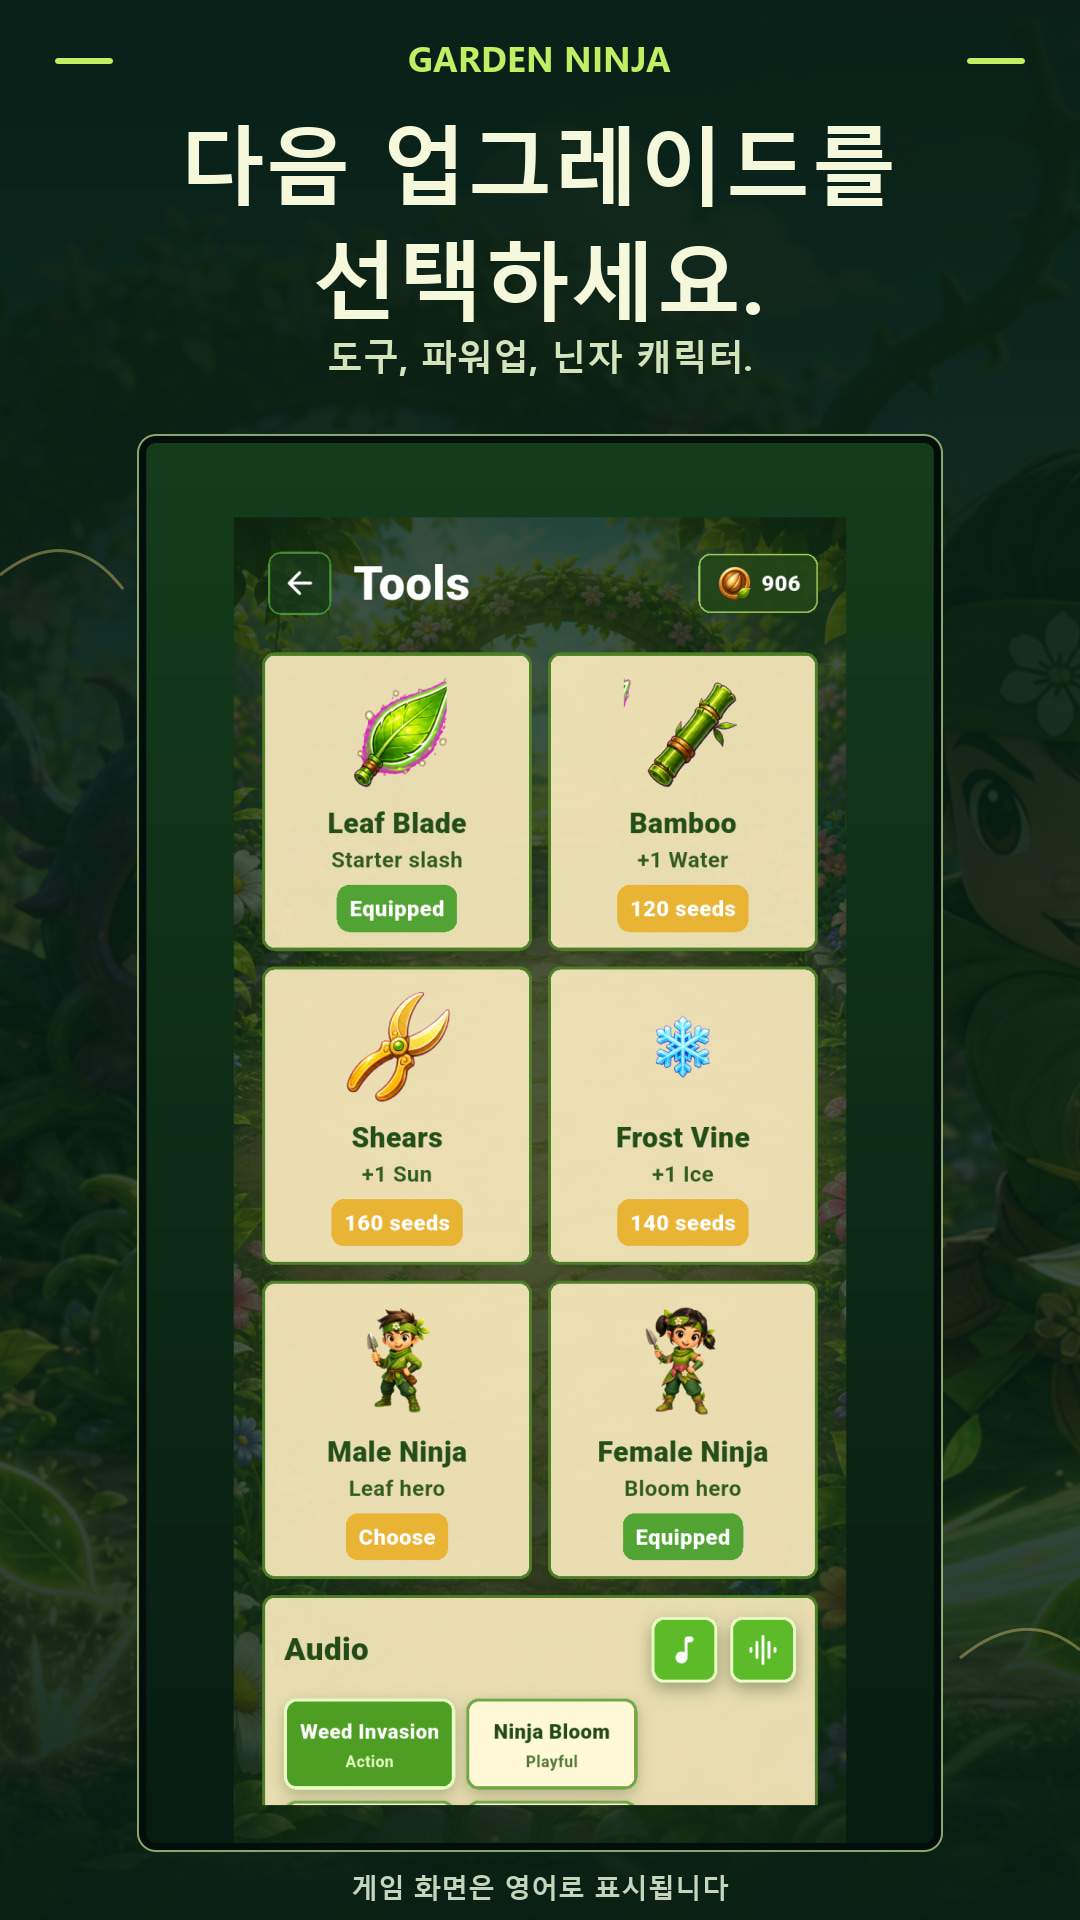 GARDEN NINJA
다음 업그레이드를
선택하세요.
도구, 파워업, 닌자 캐릭터.
Tools
906
Leaf Blade
Starter slash
Equipped
Bamboo
+1 Water
120 seeds
Shears
+1 Sun
160 seeds
Frost Vine
+1 Ice
140 seeds
Male Ninja
Leaf hero
Choose
Female Ninja
Bloom hero
Equipped
Audio
Weed Invasion
Action
Ninja Bloom
Playful
게임 화면은 영어로 표시됩니다